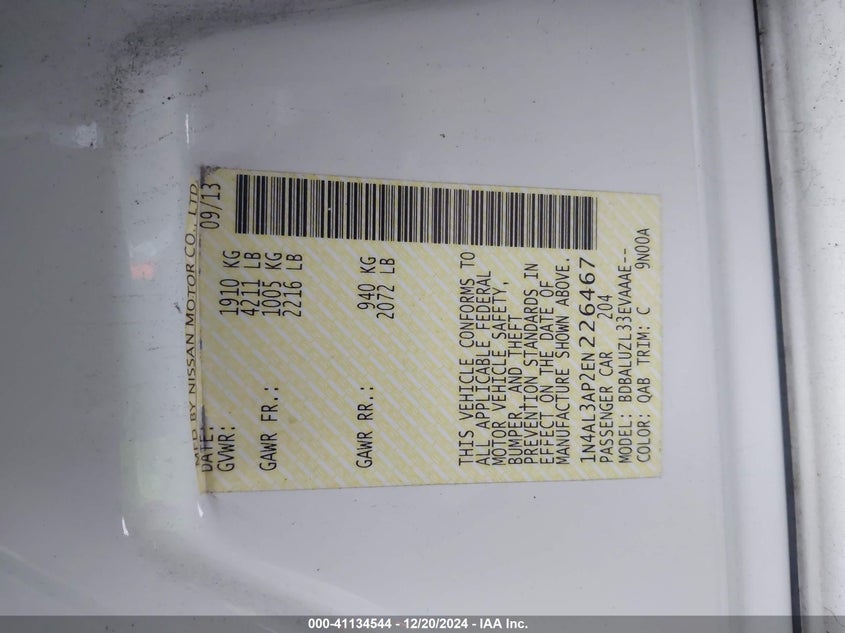 MFD BY NISSAN MOTOR CO., LTD
DATE: 09/13
GVWR: 1910 KG
4211 LB
GAWR FR.: 1005 KG
2216 LB
GAWR RR.: 940 KG
2072 LB
THIS VEHICLE CONFORMS TO
ALL APPLICABLE FEDERAL
MOTOR VEHICLE SAFETY,
BUMPER, AND THEFT
PREVENTION STANDARDS IN
EFFECT ON THE DATE OF
MANUFACTURE SHOWN ABOVE.
1N4AL3AP2EN226467
PASSENGER CAR 204
MODEL: BDBALUZL33EVAAAE--
COLOR: QAB TRIM: C 9N00A
000-41134544 - 12/20/2024 - IAA Inc.